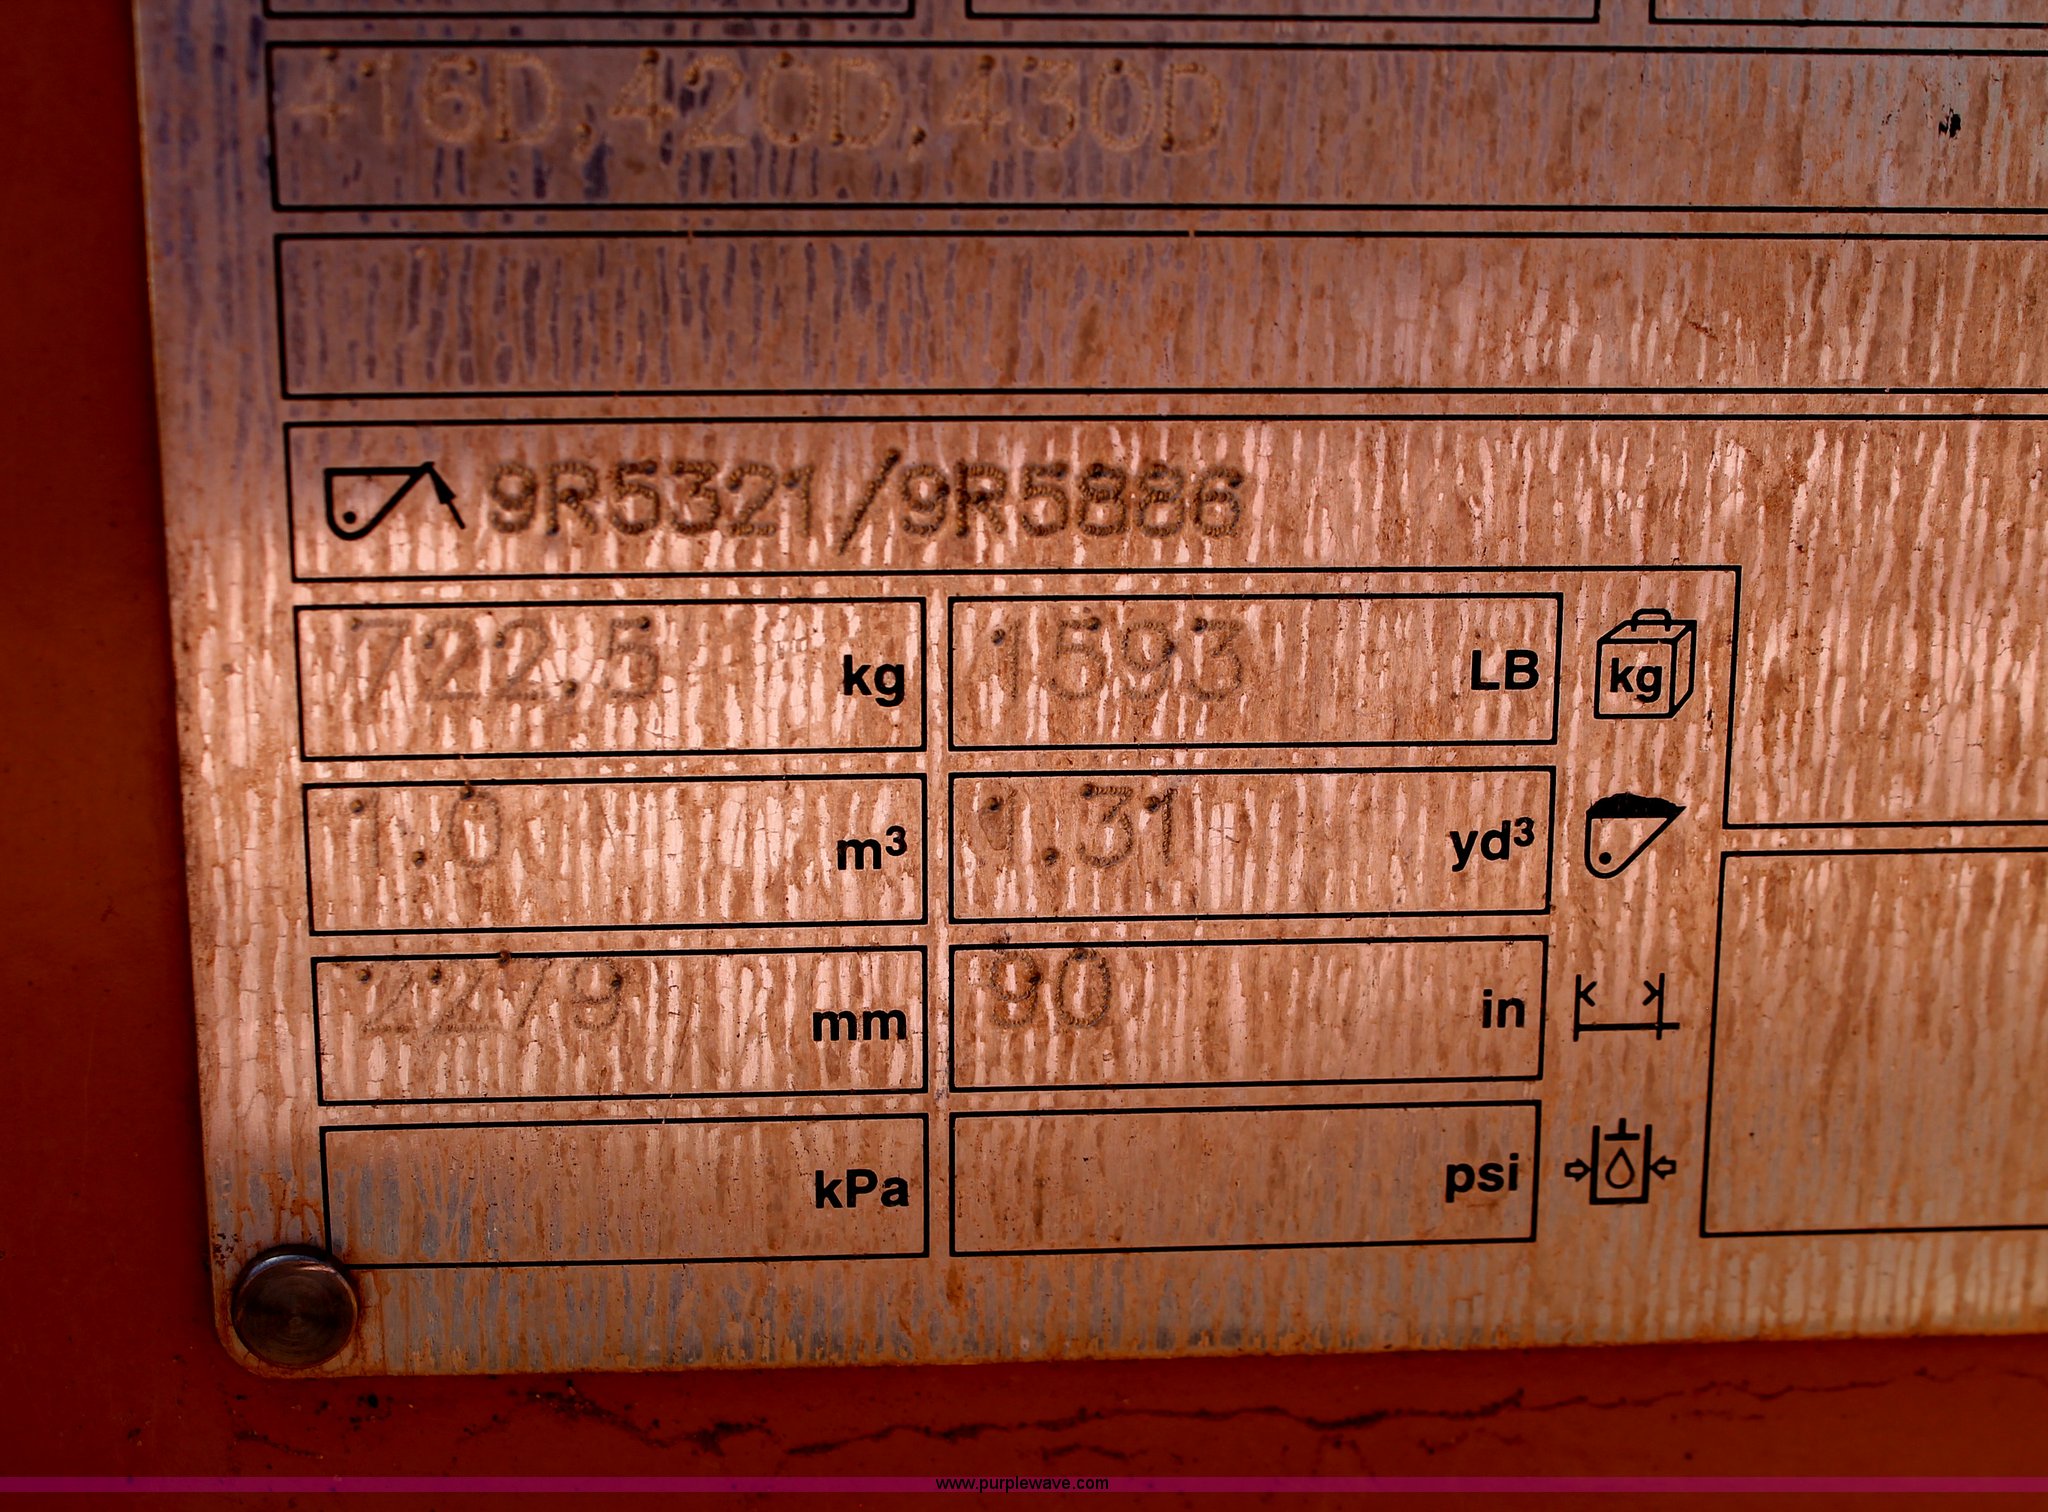 416D,420D,430D
9R5321/9R5886
722.5 kg 1593 LB kg
1.0 m³ 1.31 yd³
2279 mm 90 in
kPa psi
www.purplewave.com